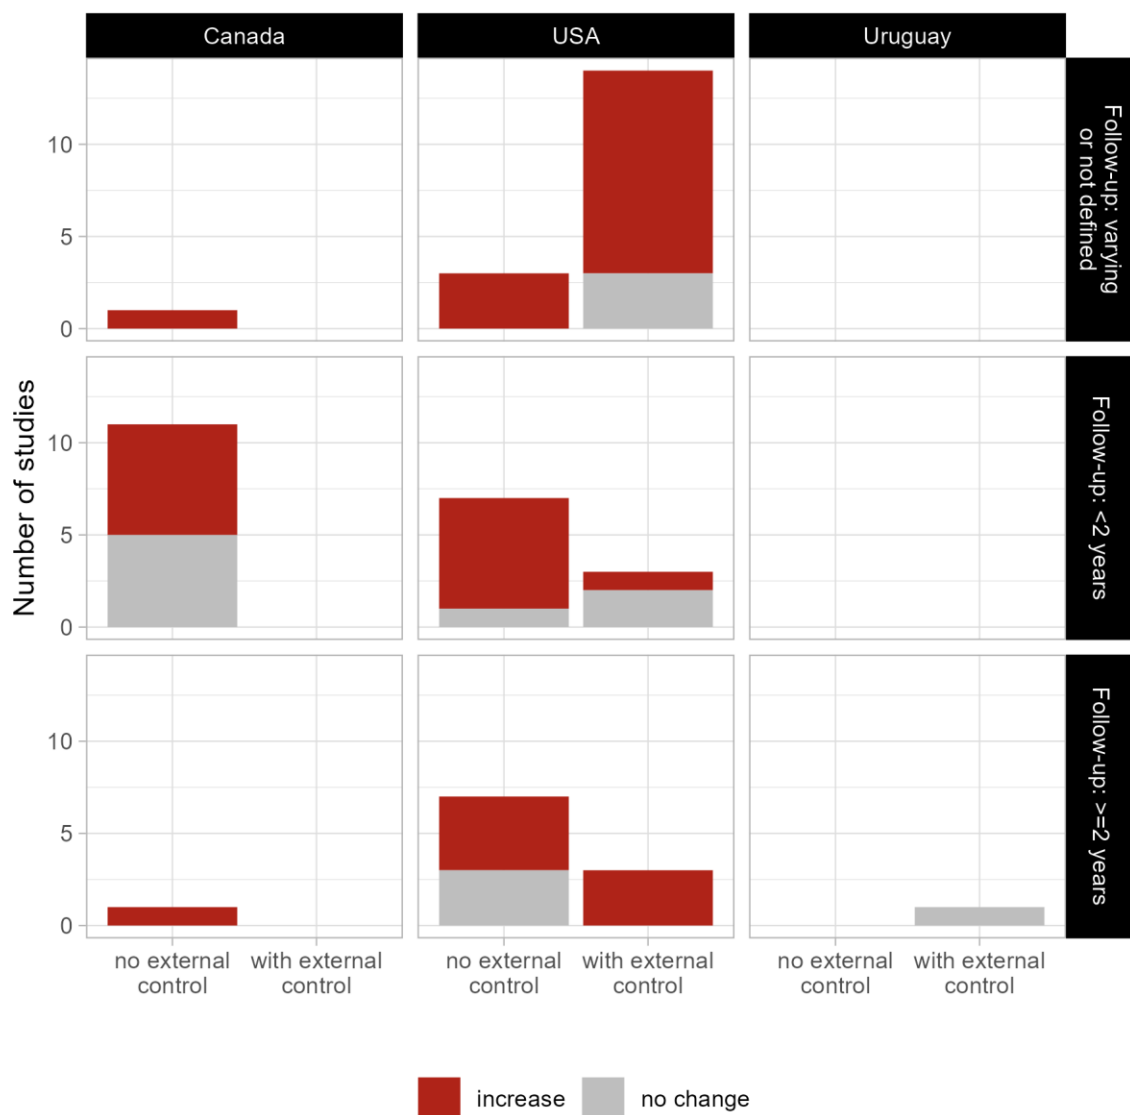 Canada
USA
Uruguay
Number of studies
10
5
0
Follow-up: varying
or not defined
10
5
0
Follow-up: <2 years
10
5
0
Follow-up: >=2 years
no external
control
with external
control
no external
control
with external
control
no external
control
with external
control
increase
no change